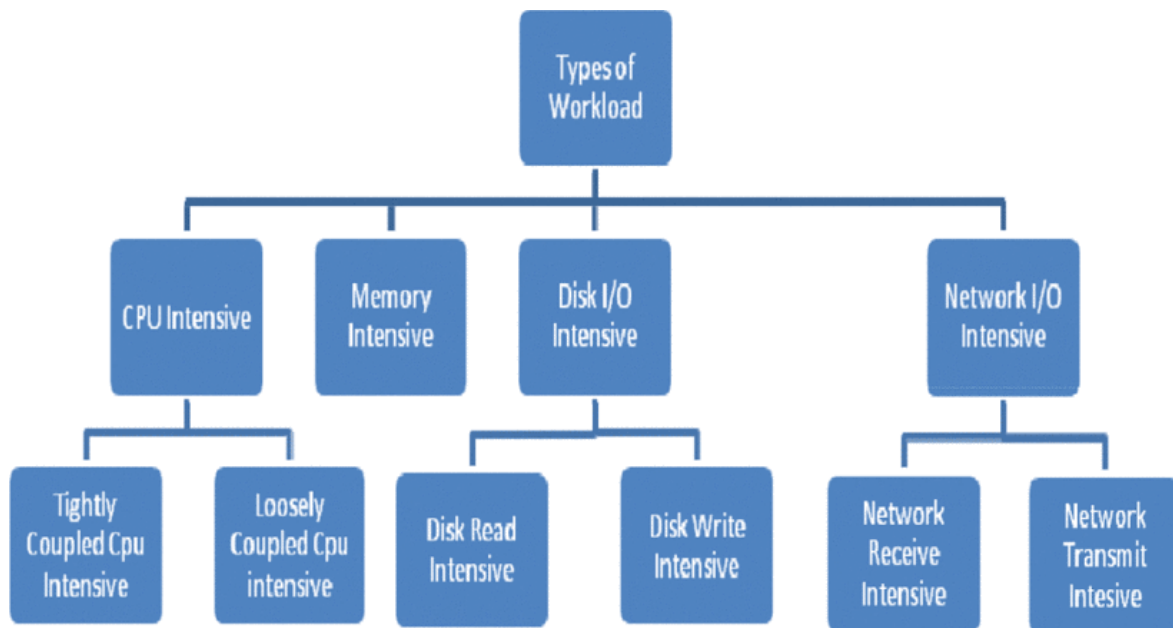 Types of
Workload
CPU Intensive
Memory
Intensive
Disk I/O
Intensive
Network I/O
Intensive
Tightly
Coupled Cpu
Intensive
Loosely
Coupled Cpu
intensive
Disk Read
Intensive
Disk Write
Intensive
Network
Receive
Intensive
Network
Transmit
Intesive